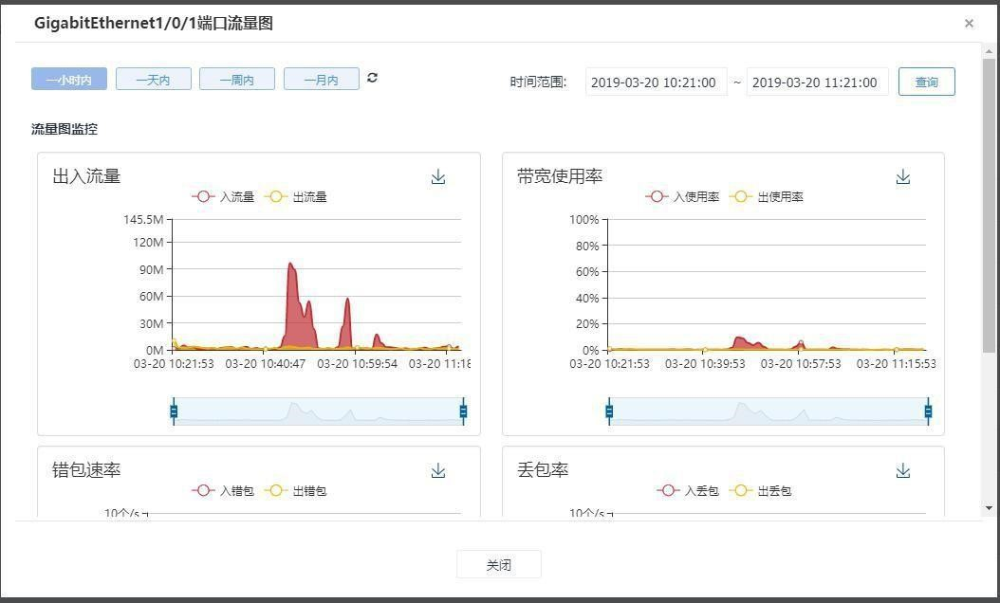 GigabitEthernet1/0/1端口流量图 ×
一小时内 一天内 一周内 一月内 时间范围: 2019-03-20 10:21:00 ~ 2019-03-20 11:21:00 查询
流量图监控
出入流量
入流量 出流量
145.5M
120M
90M
60M
30M
0M
03-20 10:21:53 03-20 10:40:47 03-20 10:59:54 03-20 11:18
带宽使用率
入使用率 出使用率
100%
80%
60%
40%
20%
0%
03-20 10:21:53 03-20 10:39:53 03-20 10:57:53 03-20 11:15:53
错包速率
入错包 出错包
10个/s
丢包率
入丢包 出丢包
10个/s
关闭